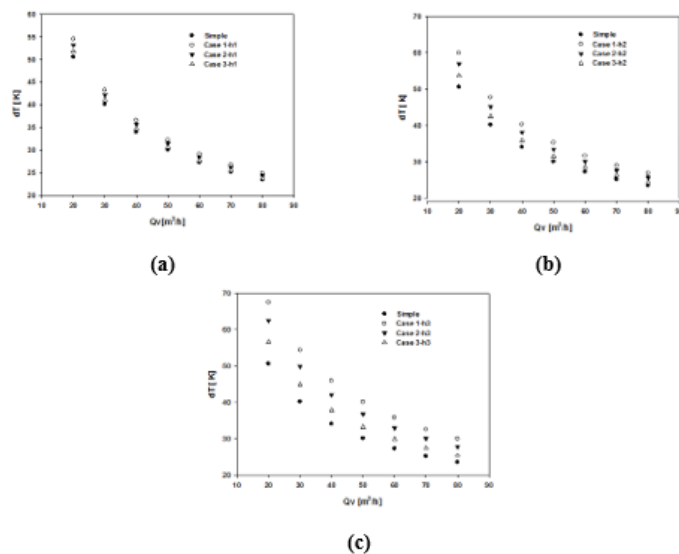 60
55
50
45
40
35
30
25
20
dT [ K]
Simple
Case 1-h1
Case 2-h1
Case 3-h1
10 20 30 40 50 60 70 80 90
Qv[m³/h]
(a)
70
60
50
40
30
20
dT [ k]
Simple
Case 1-h2
Case 2-h2
Case 3-h2
10 20 30 40 50 60 70 80 90
Qv [m³/h]
(b)
70
60
50
40
30
20
dT [ K]
Simple
Case 1-h3
Case 2-h3
Case 3-h3
10 20 30 40 50 60 70 80 90
Qv [m³/h]
(c)